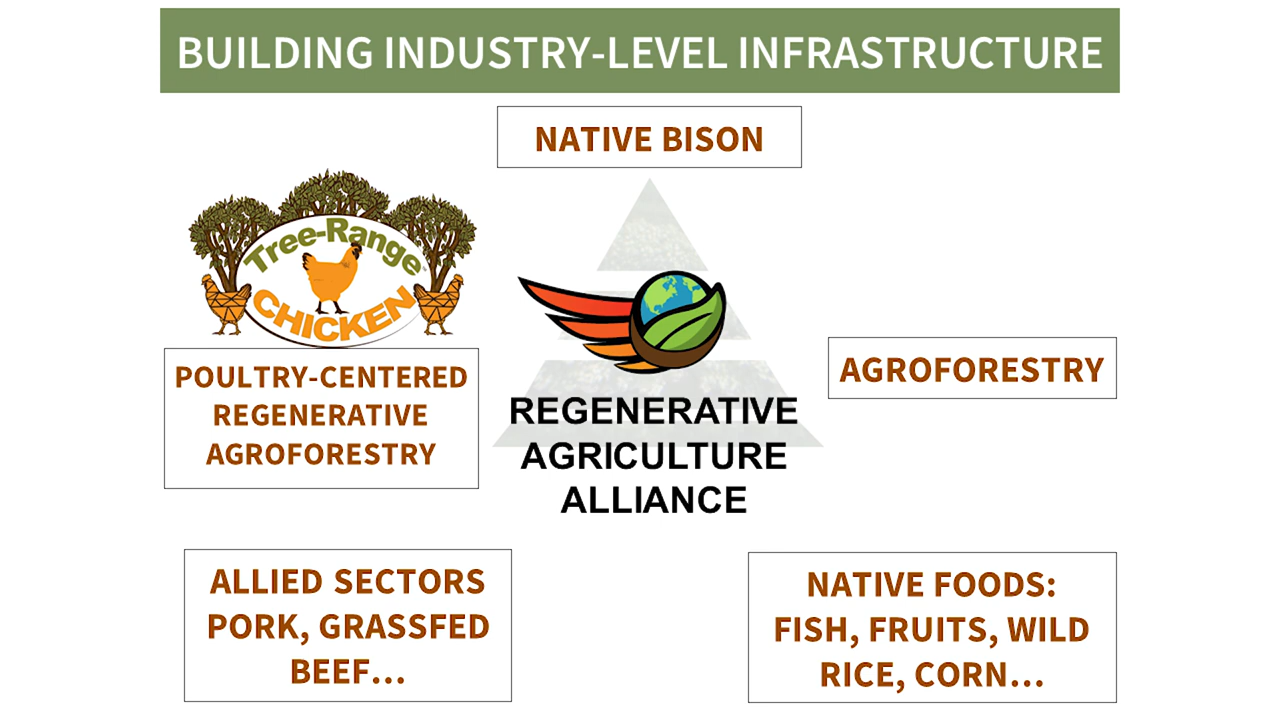 BUILDING INDUSTRY-LEVEL INFRASTRUCTURE
NATIVE BISON
Tree-Range™
CHICKEN
POULTRY-CENTERED
REGENERATIVE
AGROFORESTRY
REGENERATIVE
AGRICULTURE
ALLIANCE
AGROFORESTRY
ALLIED SECTORS
PORK, GRASSFED
BEEF...
NATIVE FOODS:
FISH, FRUITS, WILD
RICE, CORN...